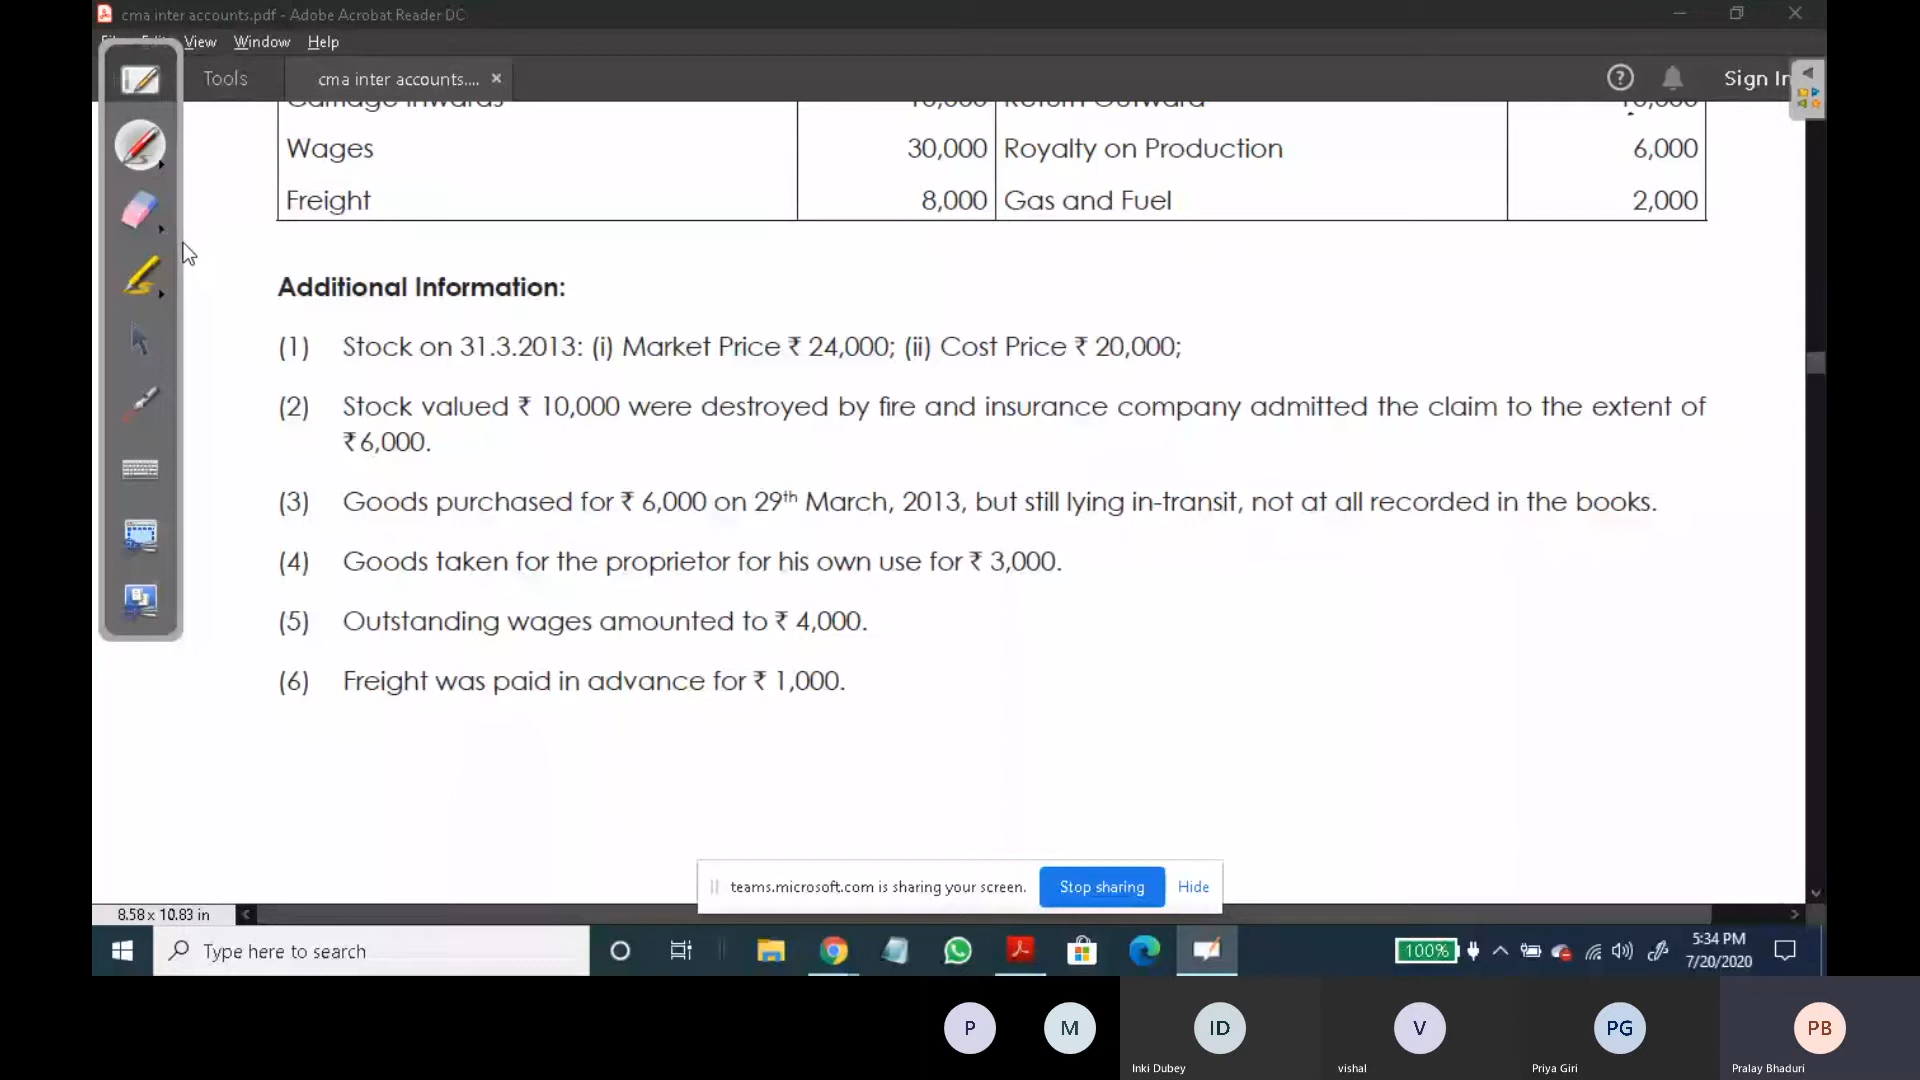 cma inter accounts.pdf - Adobe Acrobat Reader DC
View Window Help
Tools
cma inter accounts....
Sign In
Carriage Inwards Return Outward
Wages 30,000 Royalty on Production 6,000
Freight 8,000 Gas and Fuel 2,000
Additional Information:
(1) Stock on 31.3.2013: (i) Market Price ₹ 24,000; (ii) Cost Price ₹ 20,000;
(2) Stock valued ₹ 10,000 were destroyed by fire and insurance company admitted the claim to the extent of
₹6,000.
(3) Goods purchased for ₹ 6,000 on 29th March, 2013, but still lying in-transit, not at all recorded in the books.
(4) Goods taken for the proprietor for his own use for ₹ 3,000.
(5) Outstanding wages amounted to ₹ 4,000.
(6) Freight was paid in advance for ₹ 1,000.
teams.microsoft.com is sharing your screen. Stop sharing Hide
8.58 x 10.83 in
Type here to search
100%
5:34 PM
7/20/2020
P M ID V PG PB
Inki Dubey vishal Priya Giri Pralay Bhaduri